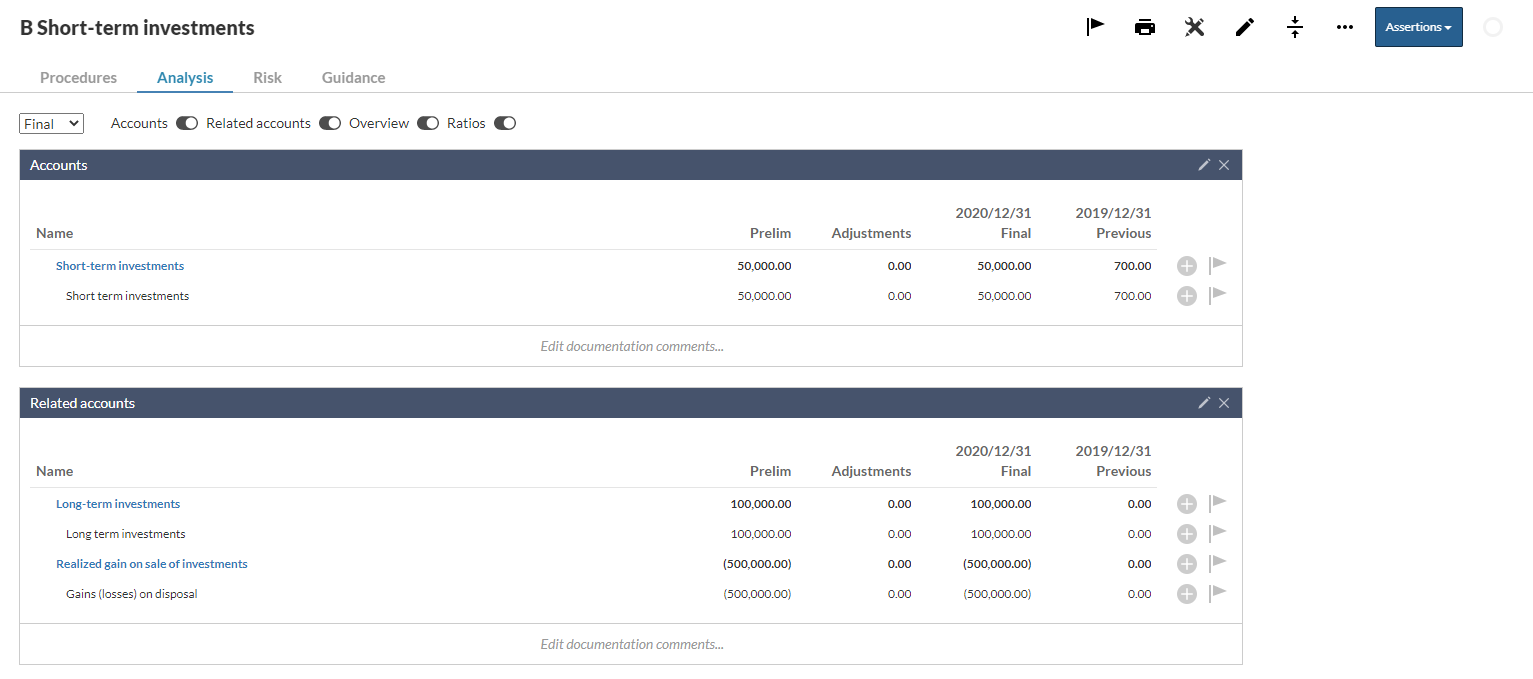 B Short-term investments
Assertions
Procedures Analysis Risk Guidance
Final Accounts Related accounts Overview Ratios
Accounts
2020/12/31 2019/12/31
Name Prelim Adjustments Final Previous
Short-term investments 50,000.00 0.00 50,000.00 700.00
Short term investments 50,000.00 0.00 50,000.00 700.00
Edit documentation comments...
Related accounts
2020/12/31 2019/12/31
Name Prelim Adjustments Final Previous
Long-term investments 100,000.00 0.00 100,000.00 0.00
Long term investments 100,000.00 0.00 100,000.00 0.00
Realized gain on sale of investments (500,000.00) 0.00 (500,000.00) 0.00
Gains (losses) on disposal (500,000.00) 0.00 (500,000.00) 0.00
Edit documentation comments...